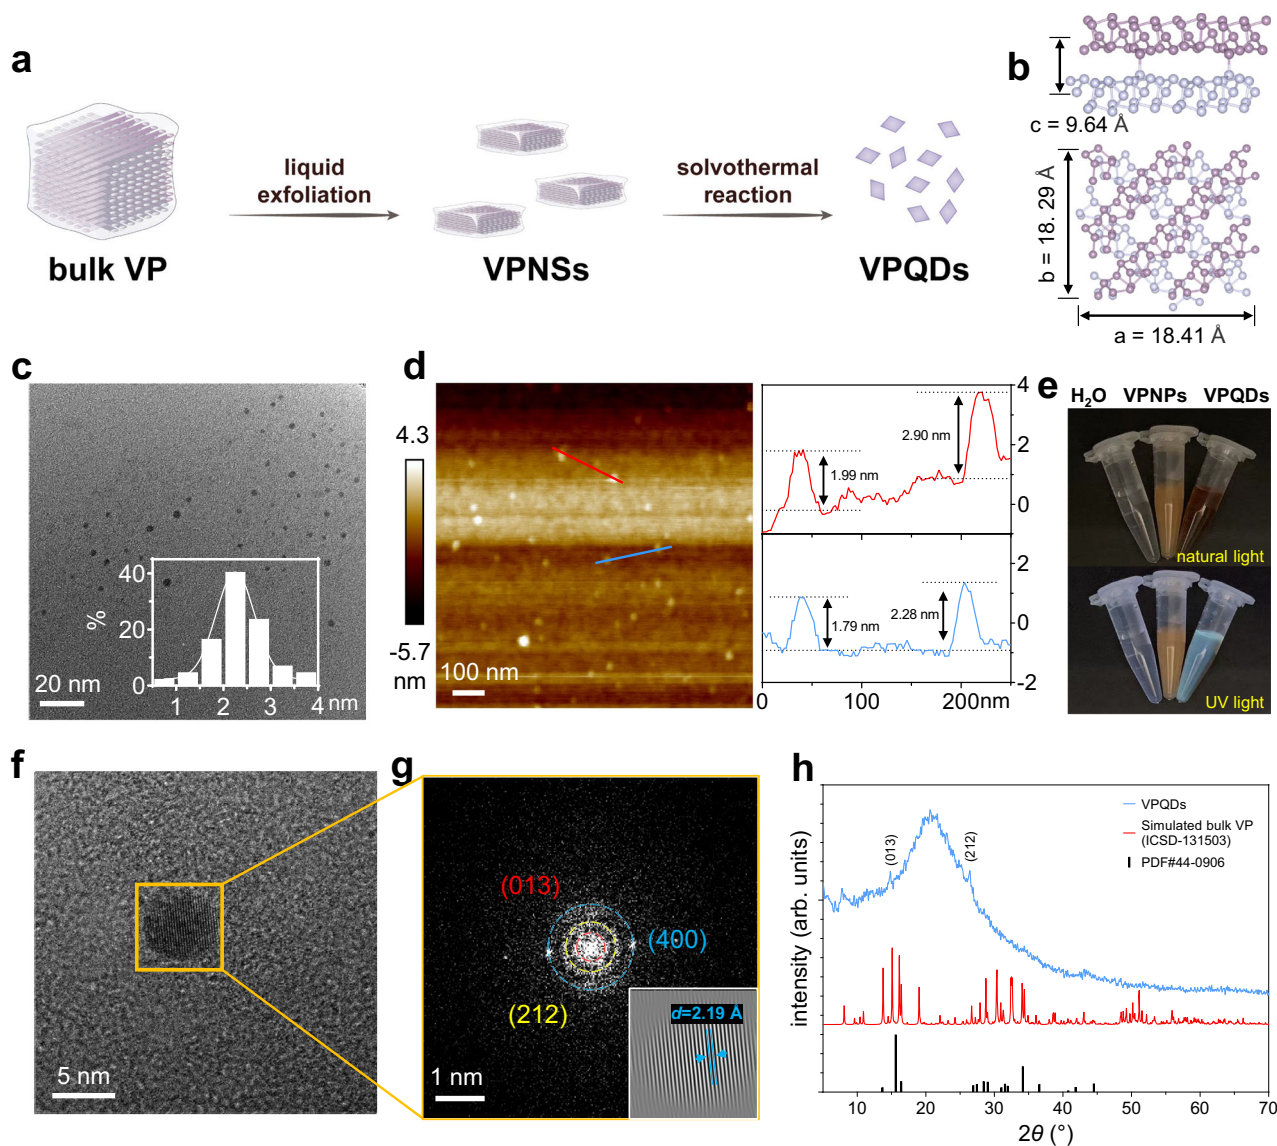 a
liquid
exfoliation
solvothermal
reaction
bulk VP
VPNSs
VPQDs
b
c = 9.64 Å
b = 18. 29 Å
a = 18.41 Å
c
40
20
0
%
1
2
3
4
nm
20 nm
d
4.3
-5.7
nm
100 nm
4
2
0
2.90 nm
1.99 nm
2
0
-2
1.79 nm
2.28 nm
0
100
200nm
e
H₂O
VPNPs
VPQDs
natural light
UV light
f
5 nm
g
(013)
(400)
(212)
d=2.19 Å
1 nm
h
intensity (arb. units)
(013)
(212)
VPQDs
Simulated bulk VP
(ICSD-131503)
PDF#44-0906
10
20
30
40
50
60
70
2θ (°)